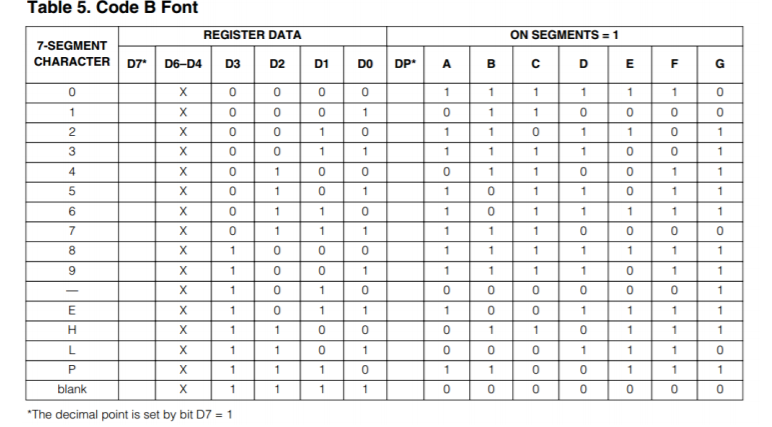 Table 5. Code B Font
7-SEGMENT CHARACTER REGISTER DATA ON SEGMENTS = 1
D7* D6–D4 D3 D2 D1 D0 DP* A B C D E F G
0 X 0 0 0 0 1 1 1 1 1 1 0
1 X 0 0 0 1 0 1 1 0 0 0 0
2 X 0 0 1 0 1 1 0 1 1 0 1
3 X 0 0 1 1 1 1 1 1 0 0 1
4 X 0 1 0 0 0 1 1 0 0 1 1
5 X 0 1 0 1 1 0 1 1 0 1 1
6 X 0 1 1 0 1 0 1 1 1 1 1
7 X 0 1 1 1 1 1 1 0 0 0 0
8 X 1 0 0 0 1 1 1 1 1 1 1
9 X 1 0 0 1 1 1 1 1 0 1 1
— X 1 0 1 0 0 0 0 0 0 0 1
E X 1 0 1 1 1 0 0 1 1 1 1
H X 1 1 0 0 0 1 1 0 1 1 1
L X 1 1 0 1 0 0 0 1 1 1 0
P X 1 1 1 0 1 1 0 0 1 1 1
blank X 1 1 1 1 0 0 0 0 0 0 0
*The decimal point is set by bit D7 = 1